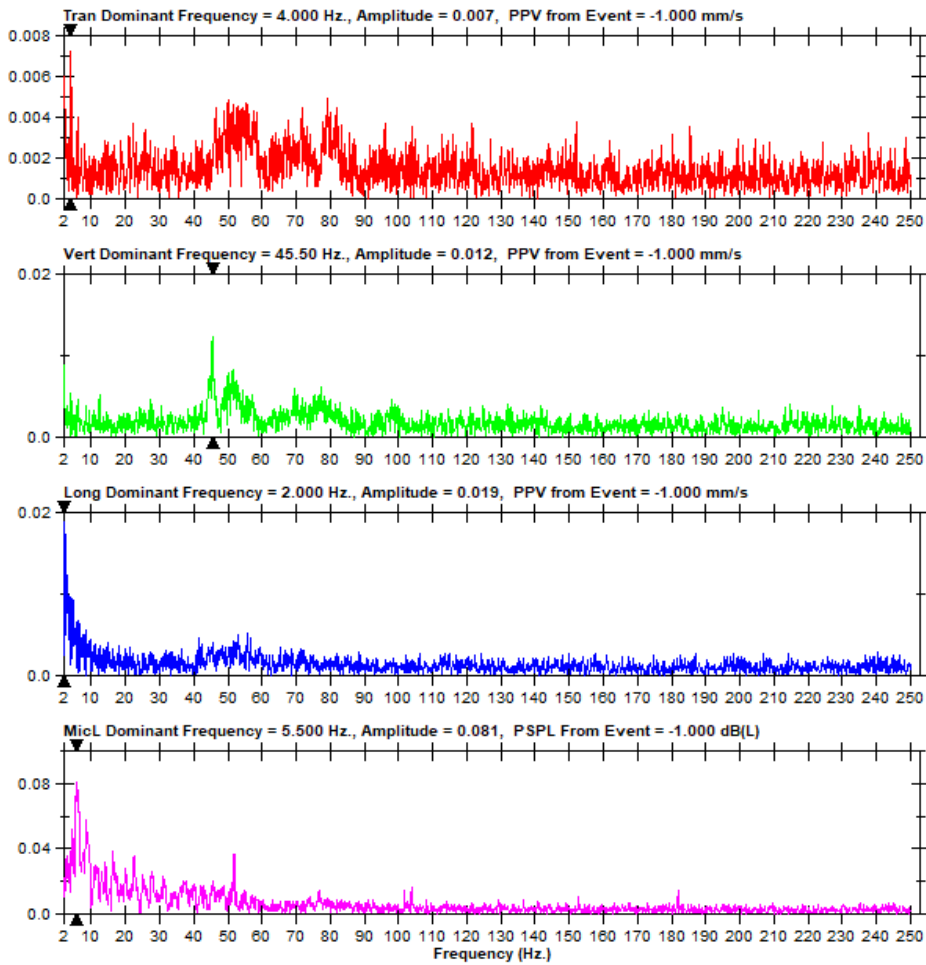 Tran Dominant Frequency = 4.000 Hz., Amplitude = 0.007, PPV from Event = -1.000 mm/s
0.008
0.006
0.004
0.002
0.0
2 10 20 30 40 50 60 70 80 90 100 110 120 130 140 150 160 170 180 190 200 210 220 230 240 250
Vert Dominant Frequency = 45.50 Hz., Amplitude = 0.012, PPV from Event = -1.000 mm/s
0.02
0.0
2 10 20 30 40 50 60 70 80 90 100 110 120 130 140 150 160 170 180 190 200 210 220 230 240 250
Long Dominant Frequency = 2.000 Hz., Amplitude = 0.019, PPV from Event = -1.000 mm/s
0.02
0.0
2 10 20 30 40 50 60 70 80 90 100 110 120 130 140 150 160 170 180 190 200 210 220 230 240 250
MicL Dominant Frequency = 5.500 Hz., Amplitude = 0.081, PSPL From Event = -1.000 dB(L)
0.08
0.04
0.0
2 10 20 30 40 50 60 70 80 90 100 110 120 130 140 150 160 170 180 190 200 210 220 230 240 250
Frequency (Hz.)